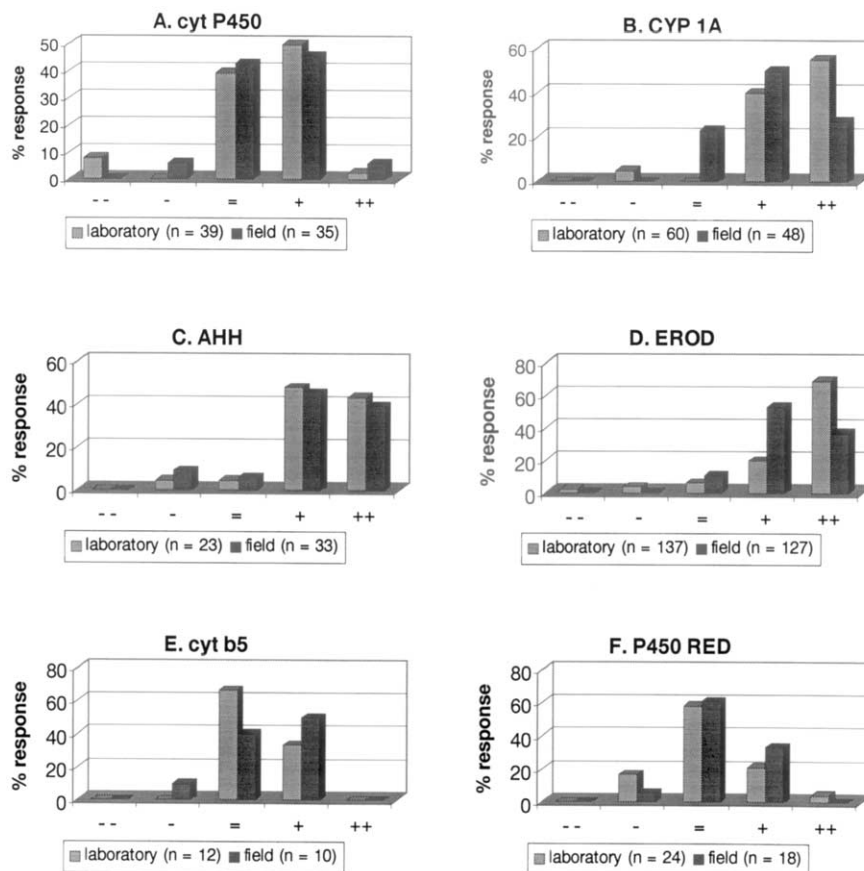 A. cyt P450
% response
50
40
30
20
10
0
- - - = + ++
laboratory (n = 39) field (n = 35)
B. CYP 1A
% response
60
40
20
0
- - - = + ++
laboratory (n = 60) field (n = 48)
C. AHH
% response
60
40
20
0
- - - = + ++
laboratory (n = 23) field (n = 33)
D. EROD
% response
80
60
40
20
0
- - - = + ++
laboratory (n = 137) field (n = 127)
E. cyt b5
% response
80
60
40
20
0
- - - = + ++
laboratory (n = 12) field (n = 10)
F. P450 RED
% response
80
60
40
20
0
- - - = + ++
laboratory (n = 24) field (n = 18)